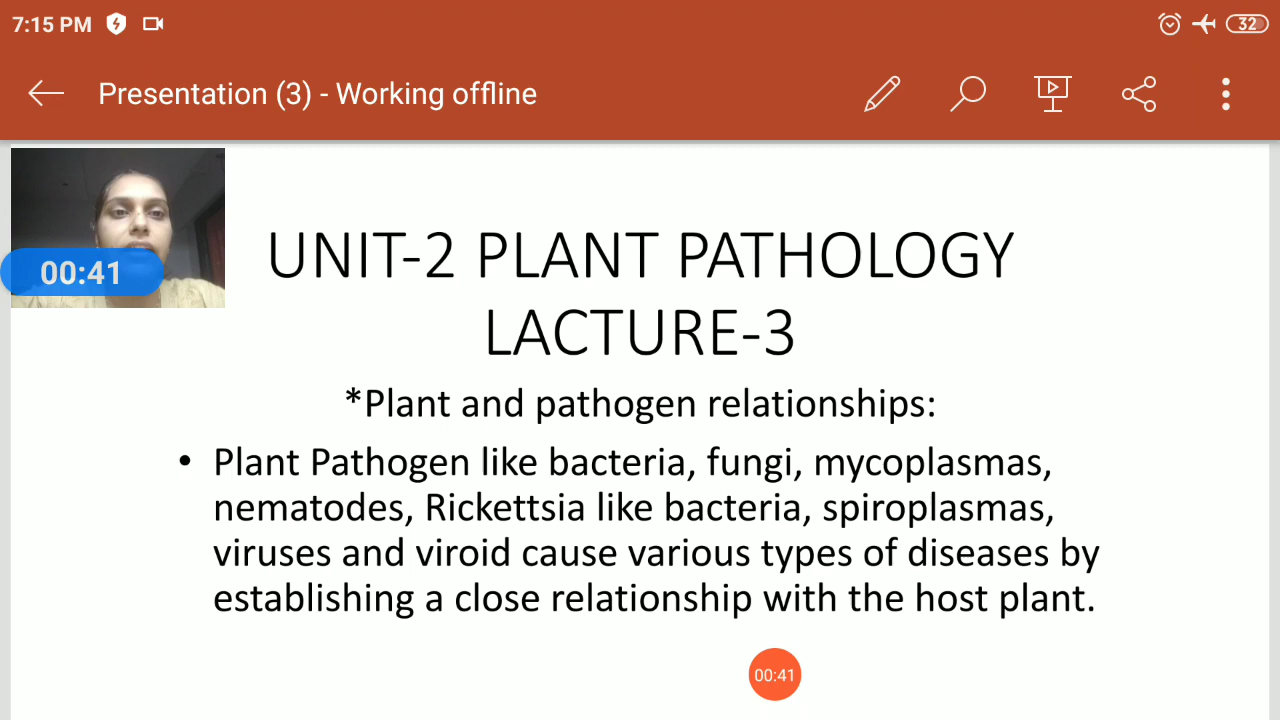 7:15 PM
32
Presentation (3) - Working offline
00:41
UNIT-2 PLANT PATHOLOGY
LACTURE-3
*Plant and pathogen relationships:
• Plant Pathogen like bacteria, fungi, mycoplasmas,
nematodes, Rickettsia like bacteria, spiroplasmas,
viruses and viroid cause various types of diseases by
establishing a close relationship with the host plant.
00:41